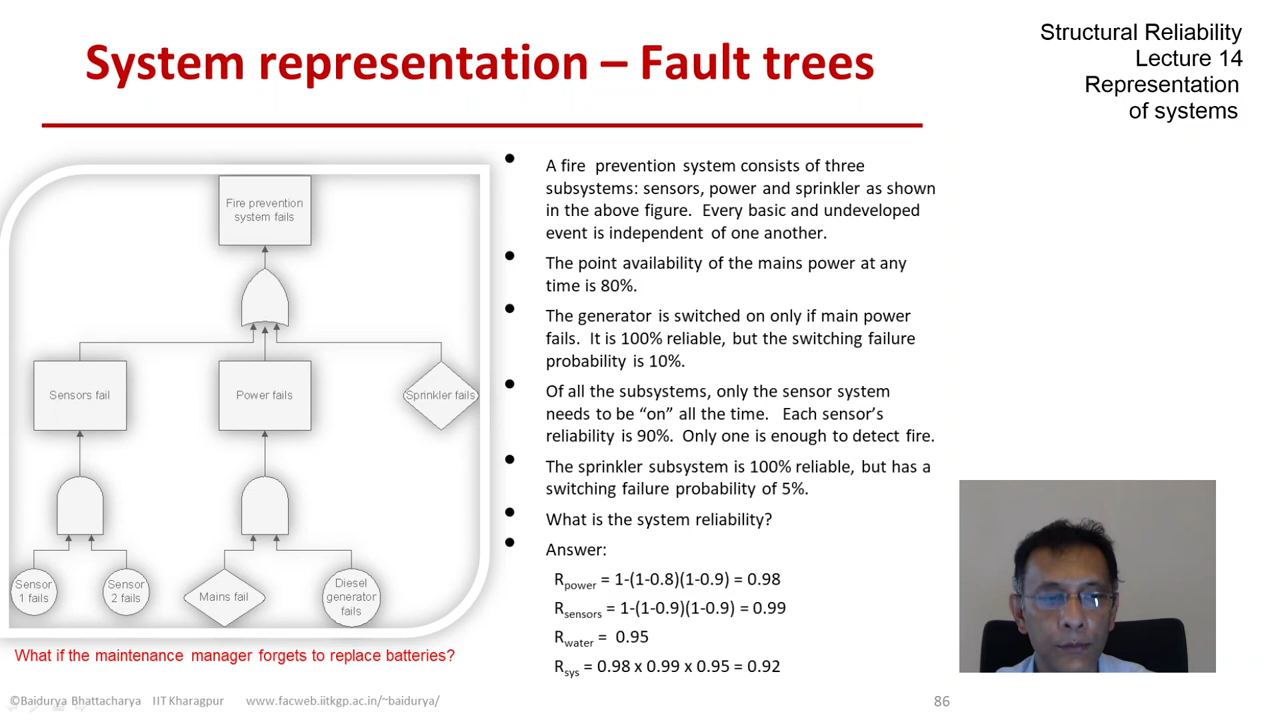 System representation – Fault trees
Structural Reliability
Lecture 14
Representation
of systems
Fire prevention
system fails
Sensors fail
Power fails
Sprinkler fails
Sensor
1 fails
Sensor
2 fails
Mains fail
Diesel
generator
fails
What if the maintenance manager forgets to replace batteries?
• A fire prevention system consists of three
subsystems: sensors, power and sprinkler as shown
in the above figure. Every basic and undeveloped
event is independent of one another.
• The point availability of the mains power at any
time is 80%.
• The generator is switched on only if main power
fails. It is 100% reliable, but the switching failure
probability is 10%.
• Of all the subsystems, only the sensor system
needs to be “on” all the time. Each sensor’s
reliability is 90%. Only one is enough to detect fire.
• The sprinkler subsystem is 100% reliable, but has a
switching failure probability of 5%.
• What is the system reliability?
• Answer:
Rpower = 1-(1-0.8)(1-0.9) = 0.98
Rsensors = 1-(1-0.9)(1-0.9) = 0.99
Rwater = 0.95
Rsys = 0.98 x 0.99 x 0.95 = 0.92
©Baidurya Bhattacharya IIT Kharagpur www.facweb.iitkgp.ac.in/~baidurya/
86